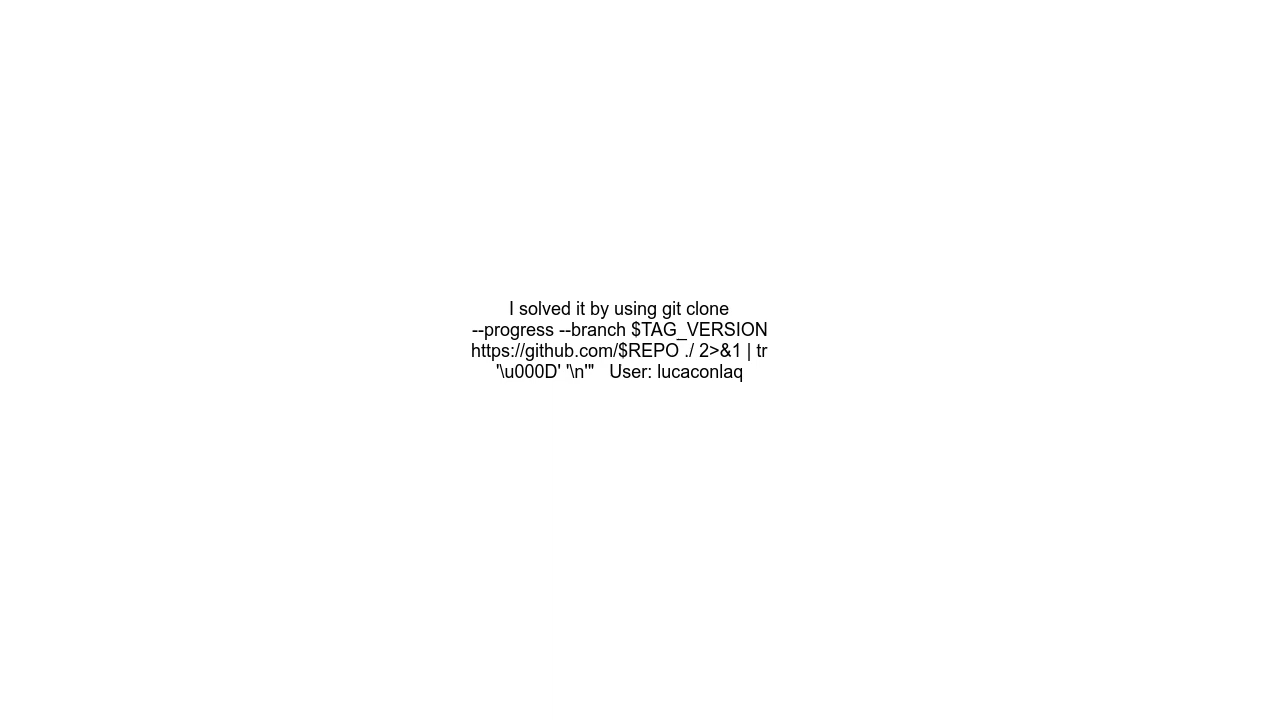 I solved it by using git clone
--progress --branch $TAG_VERSION
https://github.com/$REPO ./ 2>&1 | tr
'\u000D' '\n'"   User: lucaconlaq